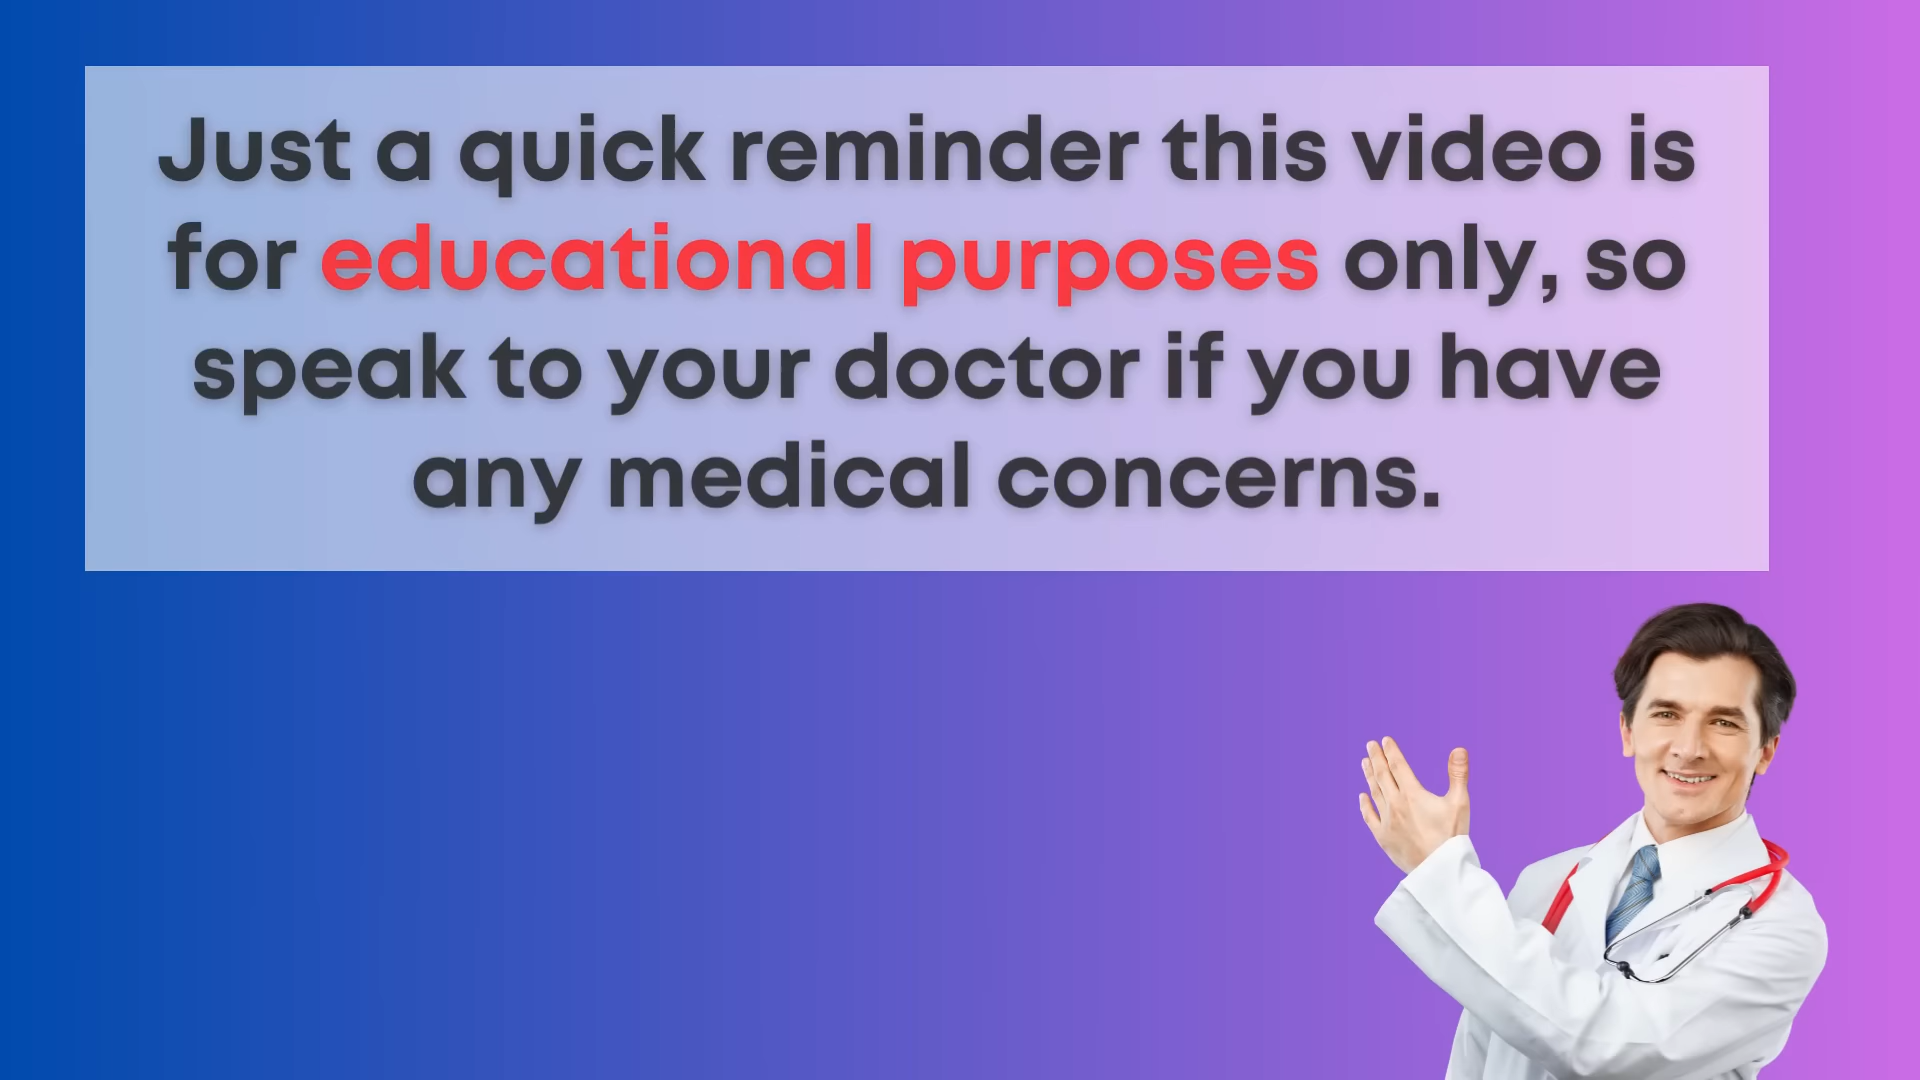 Just a quick reminder this video is
for educational purposes only, so
speak to your doctor if you have
any medical concerns.